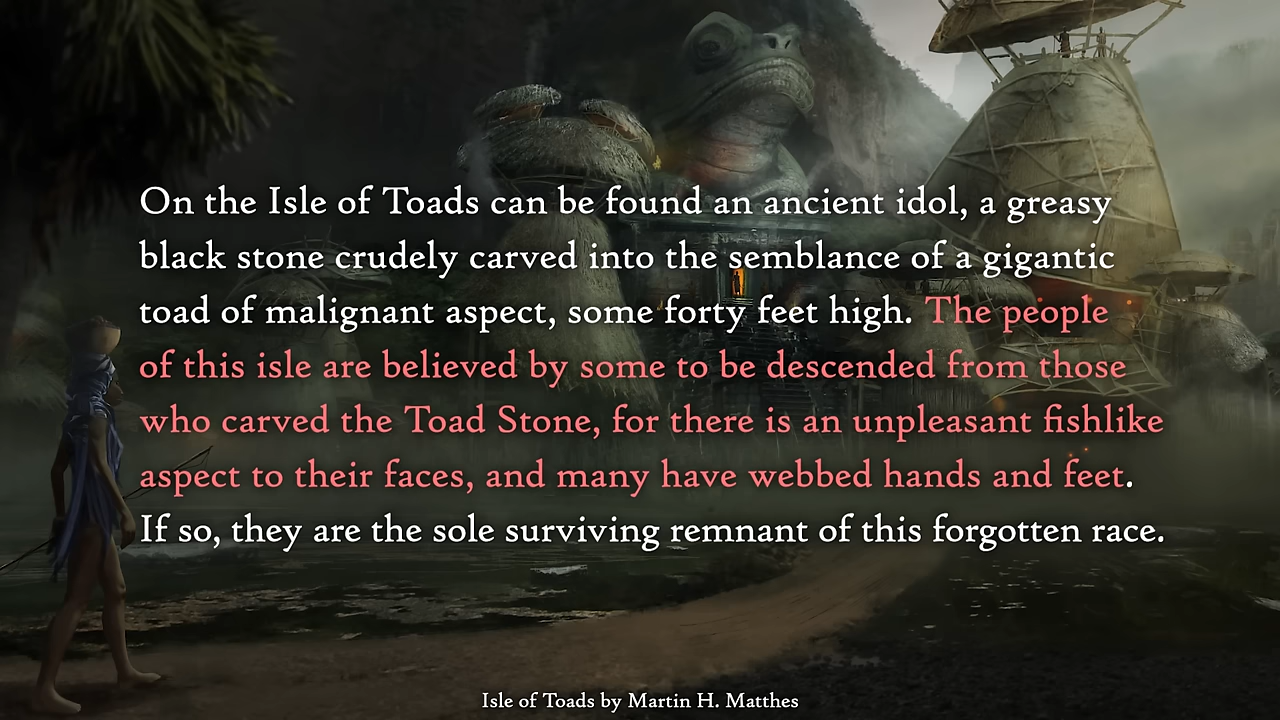 On the Isle of Toads can be found an ancient idol, a greasy
black stone crudely carved into the semblance of a gigantic
toad of malignant aspect, some forty feet high. The people
of this isle are believed by some to be descended from those
who carved the Toad Stone, for there is an unpleasant fishlike
aspect to their faces, and many have webbed hands and feet.
If so, they are the sole surviving remnant of this forgotten race.
Isle of Toads by Martin H. Matthes